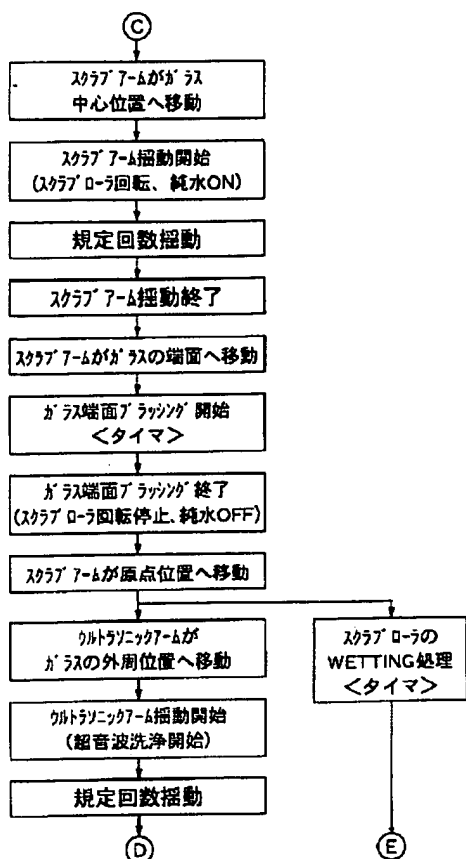 C
スクラブアームがガラス
中心位置へ移動
スクラブアーム揺動開始
(スクラブローラ回転、純水ON)
規定回数揺動
スクラブアーム揺動終了
スクラブアームがガラスの端面へ移動
ガラス端面ブラッシング開始
<タイマ>
ガラス端面ブラッシング終了
(スクラブローラ回転停止、純水OFF)
スクラブアームが原点位置へ移動
ウルトラソニックアームが
ガラスの外周位置へ移動
スクラブローラの
WETTING処理
<タイマ>
ウルトラソニックアーム揺動開始
(超音波洗浄開始)
規定回数揺動
D
E